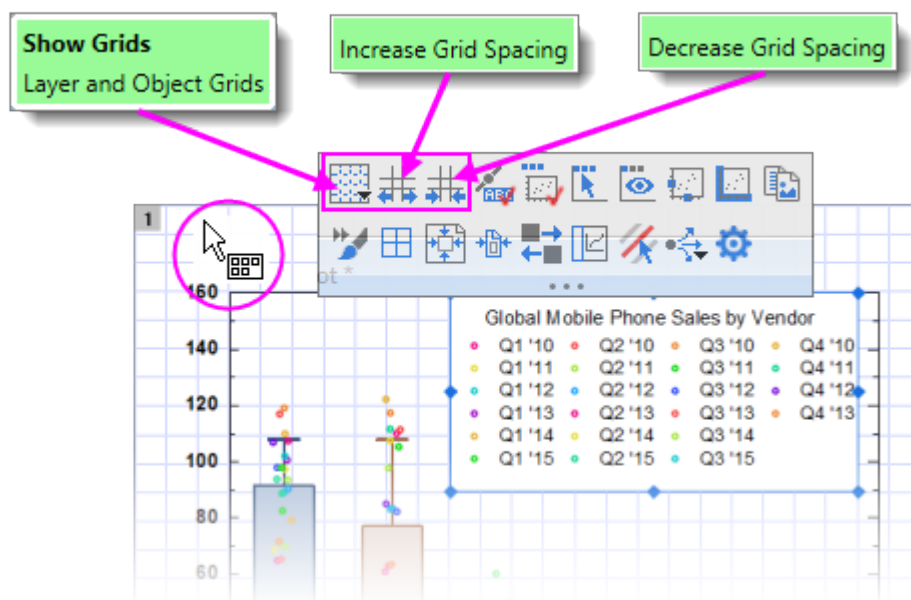 Show Grids
Layer and Object Grids
Increase Grid Spacing
Decrease Grid Spacing
ABC
1
ot *
160
140
120
100
80
60
Global Mobile Phone Sales by Vendor
Q1 '10 Q2 '10 Q3 '10 Q4 '10
Q1 '11 Q2 '11 Q3 '11 Q4 '11
Q1 '12 Q2 '12 Q3 '12 Q4 '12
Q1 '13 Q2 '13 Q3 '13 Q4 '13
Q1 '14 Q2 '14 Q3 '14
Q1 '15 Q2 '15 Q3 '15